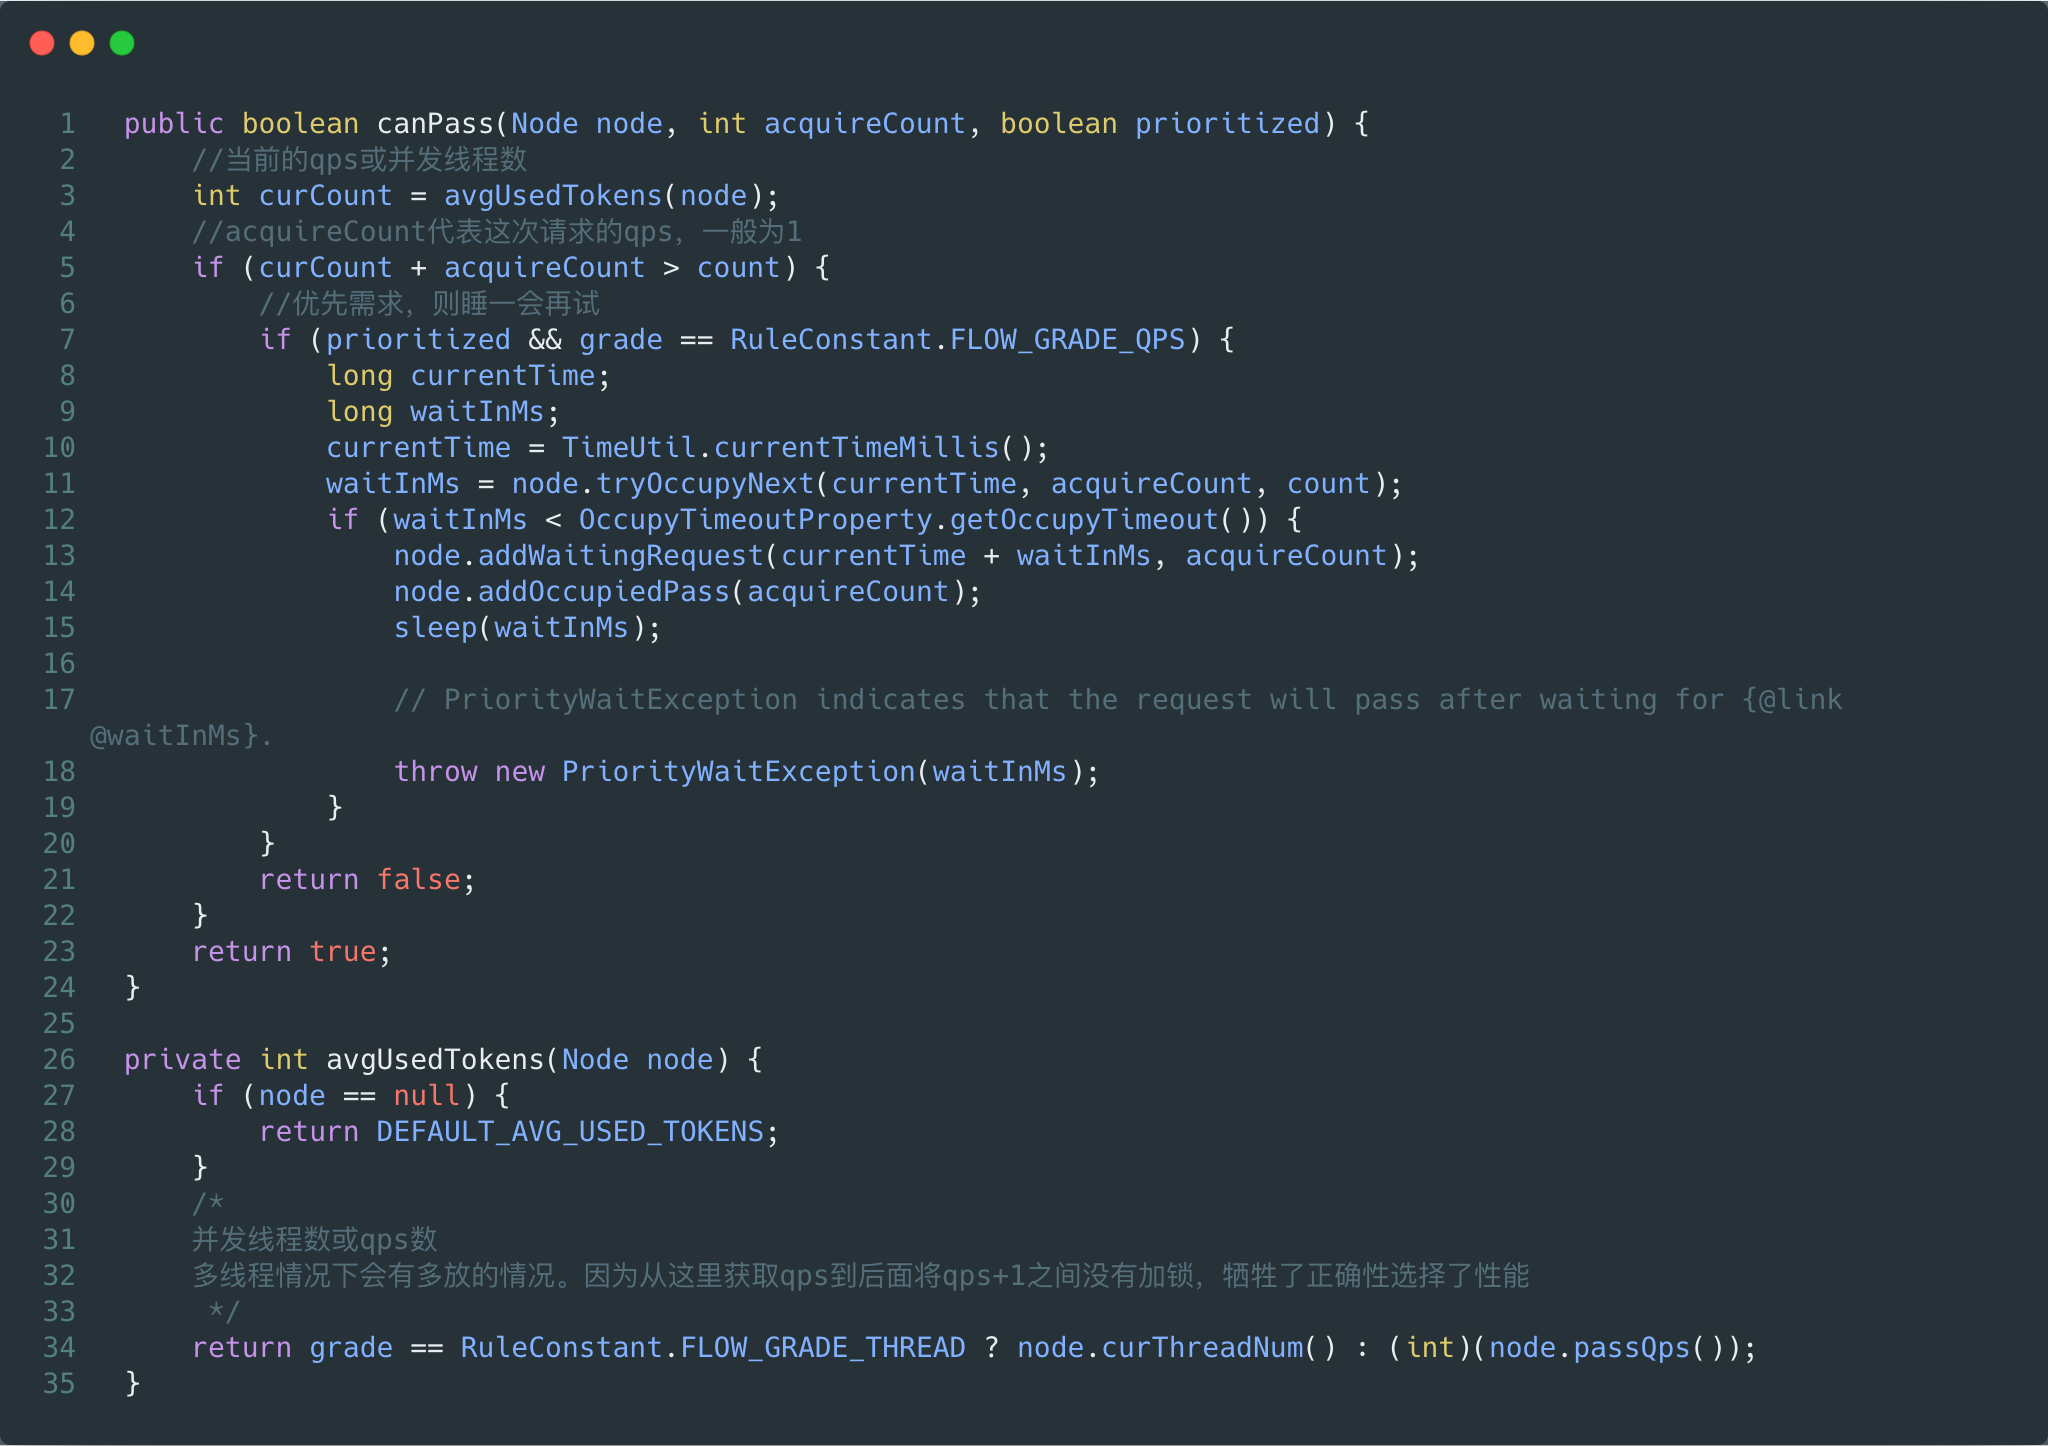 1 public boolean canPass(Node node, int acquireCount, boolean prioritized) {
2 //当前的qps或并发线程数
3 int curCount = avgUsedTokens(node);
4 //acquireCount代表这次请求的qps，一般为1
5 if (curCount + acquireCount > count) {
6 //优先需求，则睡一会再试
7 if (prioritized && grade == RuleConstant.FLOW_GRADE_QPS) {
8 long currentTime;
9 long waitInMs;
10 currentTime = TimeUtil.currentTimeMillis();
11 waitInMs = node.tryOccupyNext(currentTime, acquireCount, count);
12 if (waitInMs < OccupyTimeoutProperty.getOccupyTimeout()) {
13 node.addWaitingRequest(currentTime + waitInMs, acquireCount);
14 node.addOccupiedPass(acquireCount);
15 sleep(waitInMs);
16
17 // PriorityWaitException indicates that the request will pass after waiting for {@link
@waitInMs}.
18 throw new PriorityWaitException(waitInMs);
19 }
20 }
21 return false;
22 }
23 return true;
24 }
25
26 private int avgUsedTokens(Node node) {
27 if (node == null) {
28 return DEFAULT_AVG_USED_TOKENS;
29 }
30 /*
31 并发线程数或qps数
32 多线程情况下会有多放的情况。因为从这里获取qps到后面将qps+1之间没有加锁，牺牲了正确性选择了性能
33 */
34 return grade == RuleConstant.FLOW_GRADE_THREAD ? node.curThreadNum() : (int)(node.passQps());
35 }